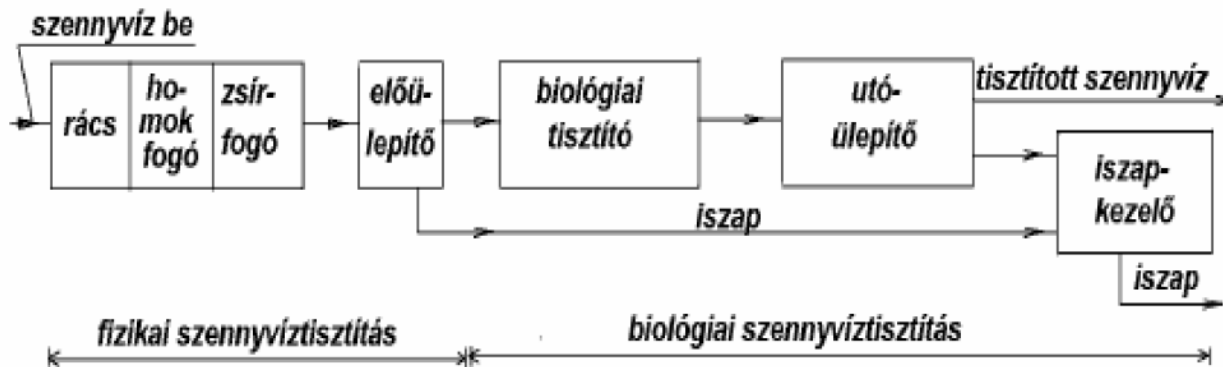 szennyvíz be
rács
ho-
mok
fogó
zsír-
fogó
előü-
lepítő
biológiai
tisztító
utó-
ülepítő
tisztított szennyvíz
iszap-
kezelő
iszap
iszap
fizikai szennyvíztisztítás
biológiai szennyvíztisztítás